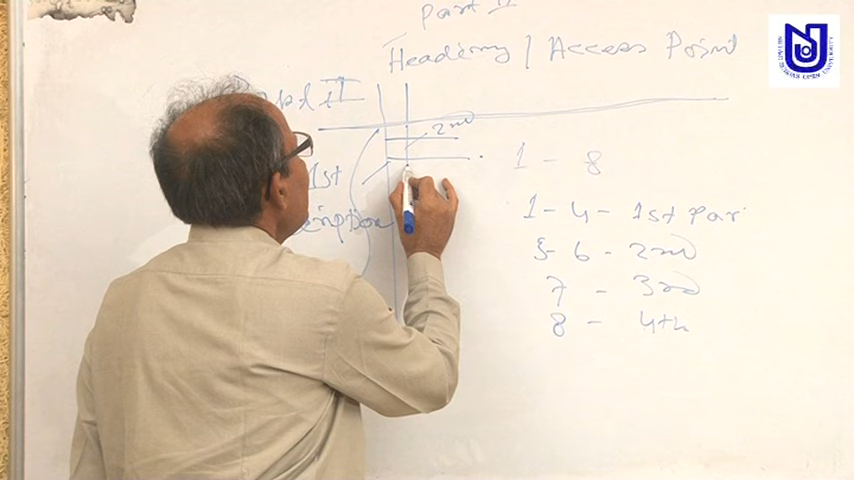 Part II
Heading / Access Point
II
2nd
1 - 8
1st
1 - 4 - 1st Par
5 - 6 - 2nd
7 - 3rd
8 - 4th